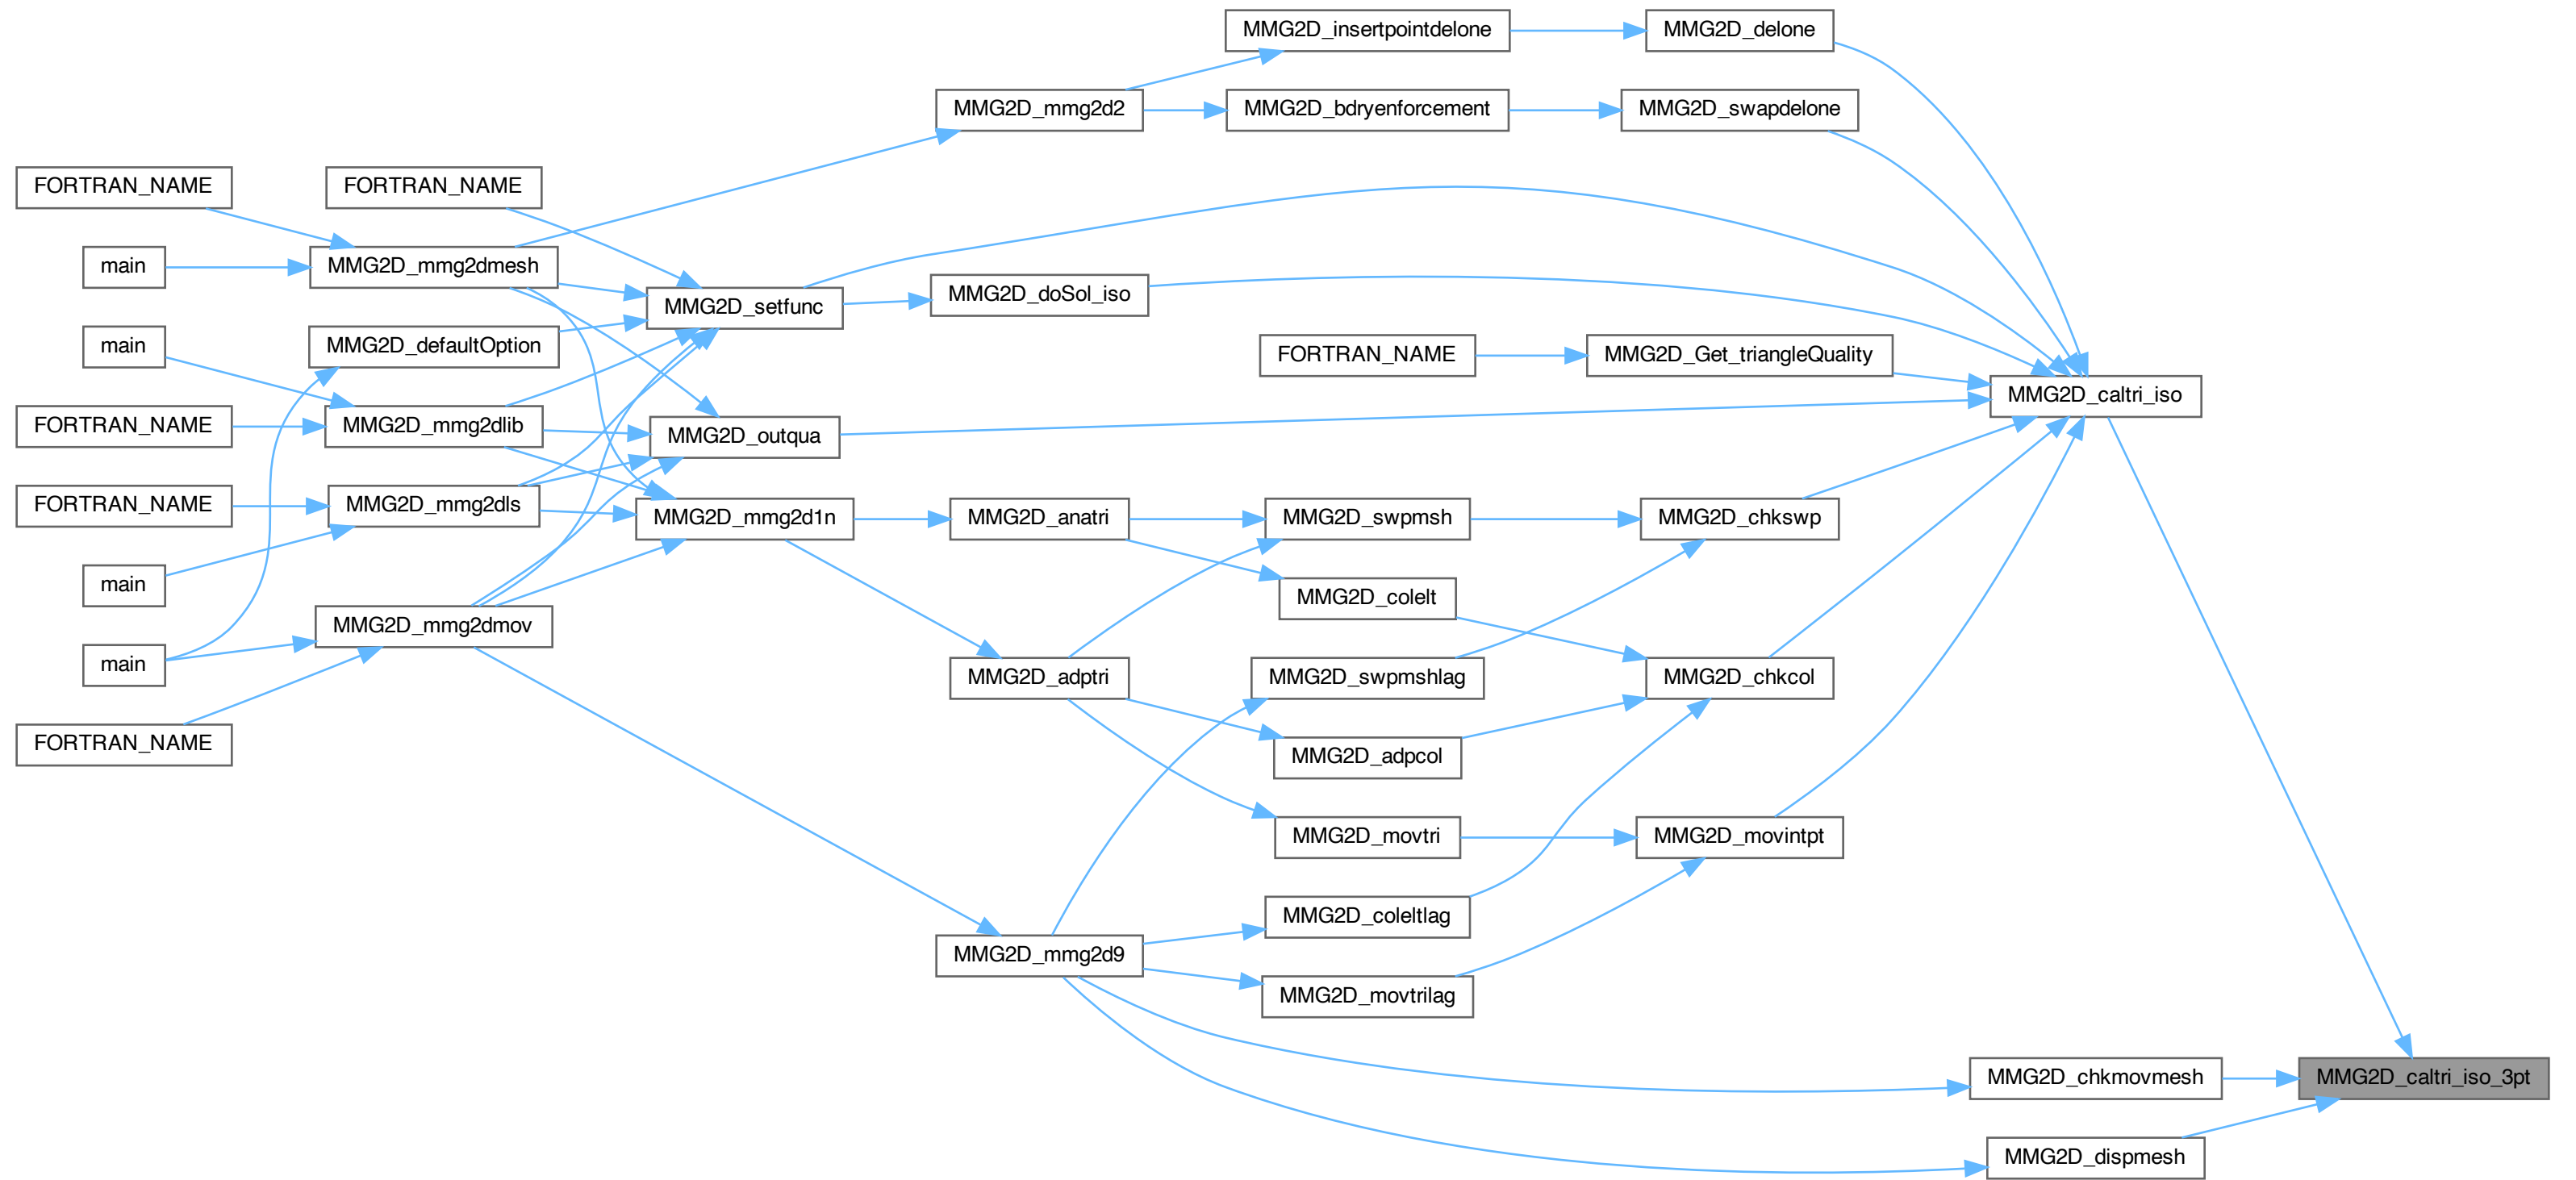 MMG2D_insertpointdelone
MMG2D_delone
MMG2D_mmg2d2
MMG2D_bdryenforcement
MMG2D_swapdelone
FORTRAN_NAME
FORTRAN_NAME
main
MMG2D_mmg2dmesh
MMG2D_setfunc
MMG2D_doSol_iso
main
MMG2D_defaultOption
FORTRAN_NAME
MMG2D_Get_triangleQuality
MMG2D_caltri_iso
FORTRAN_NAME
MMG2D_mmg2dlib
MMG2D_outqua
FORTRAN_NAME
MMG2D_mmg2dls
MMG2D_mmg2d1n
MMG2D_anatri
MMG2D_swpmsh
MMG2D_chkswp
main
MMG2D_colelt
MMG2D_mmg2dmov
main
MMG2D_adptri
MMG2D_swpmshlag
MMG2D_chkcol
FORTRAN_NAME
MMG2D_adpcol
MMG2D_movtri
MMG2D_movintpt
MMG2D_coleltlag
MMG2D_mmg2d9
MMG2D_movtrilag
MMG2D_chkmovmesh
MMG2D_caltri_iso_3pt
MMG2D_dispmesh